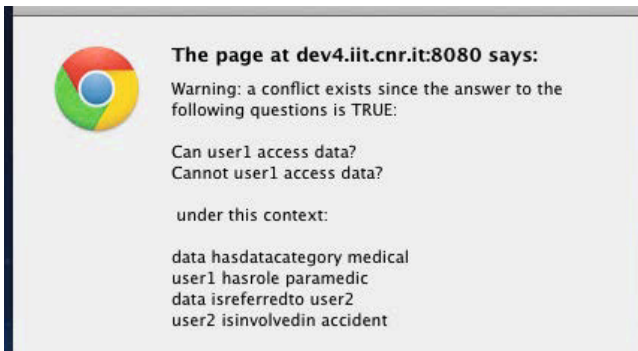 The page at dev4.iit.cnr.it:8080 says:
Warning: a conflict exists since the answer to the
following questions is TRUE:
Can user1 access data?
Cannot user1 access data?
under this context:
data hasdatacategory medical
user1 hasrole paramedic
data isreferredto user2
user2 isinvolvedin accident